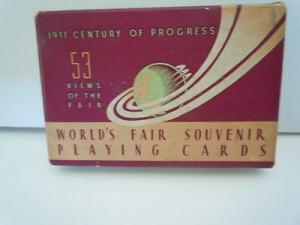 1933 CENTURY OF PROGRESS
53
VIEWS
OF THE
FAIR
WORLD'S FAIR SOUVENIR
PLAYING CARDS